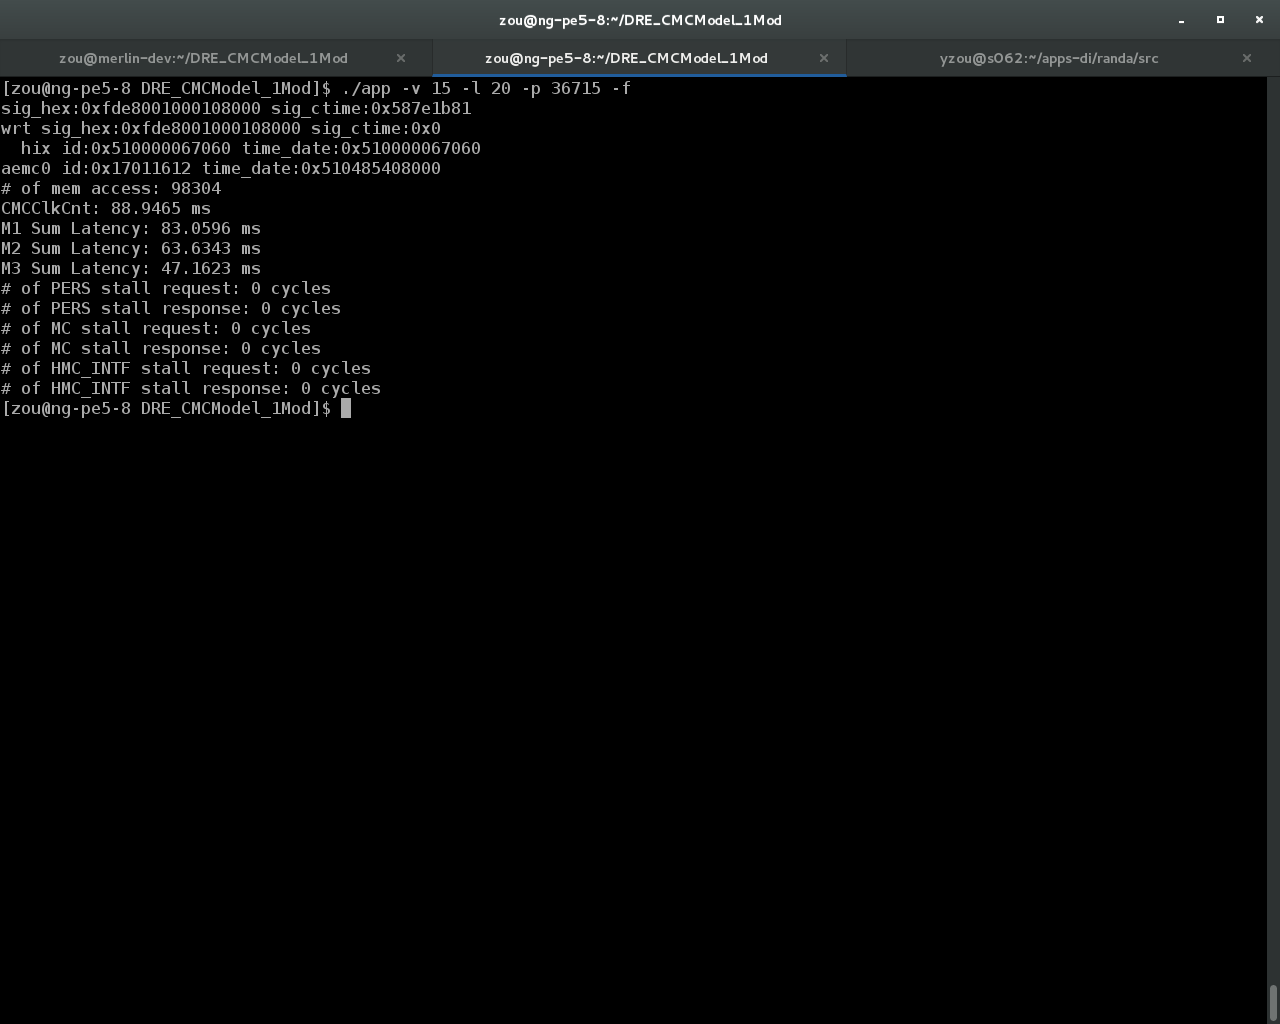 zou@ng-pe5-8:~/DRE_CMCModel_1Mod
zou@merlin-dev:~/DRE_CMCModel_1Mod
zou@ng-pe5-8:~/DRE_CMCModel_1Mod
yzou@s062:~/apps-di/randa/src
[zou@ng-pe5-8 DRE_CMCModel_1Mod]$ ./app -v 15 -l 20 -p 36715 -f
sig_hex:0xfde8001000108000 sig_ctime:0x587e1b81
wrt sig_hex:0xfde8001000108000 sig_ctime:0x0
  hix id:0x510000067060 time_date:0x510000067060
aemc0 id:0x17011612 time_date:0x510485408000
# of mem access: 98304
CMCClkCnt: 88.9465 ms
M1 Sum Latency: 83.0596 ms
M2 Sum Latency: 63.6343 ms
M3 Sum Latency: 47.1623 ms
# of PERS stall request: 0 cycles
# of PERS stall response: 0 cycles
# of MC stall request: 0 cycles
# of MC stall response: 0 cycles
# of HMC_INTF stall request: 0 cycles
# of HMC_INTF stall response: 0 cycles
[zou@ng-pe5-8 DRE_CMCModel_1Mod]$